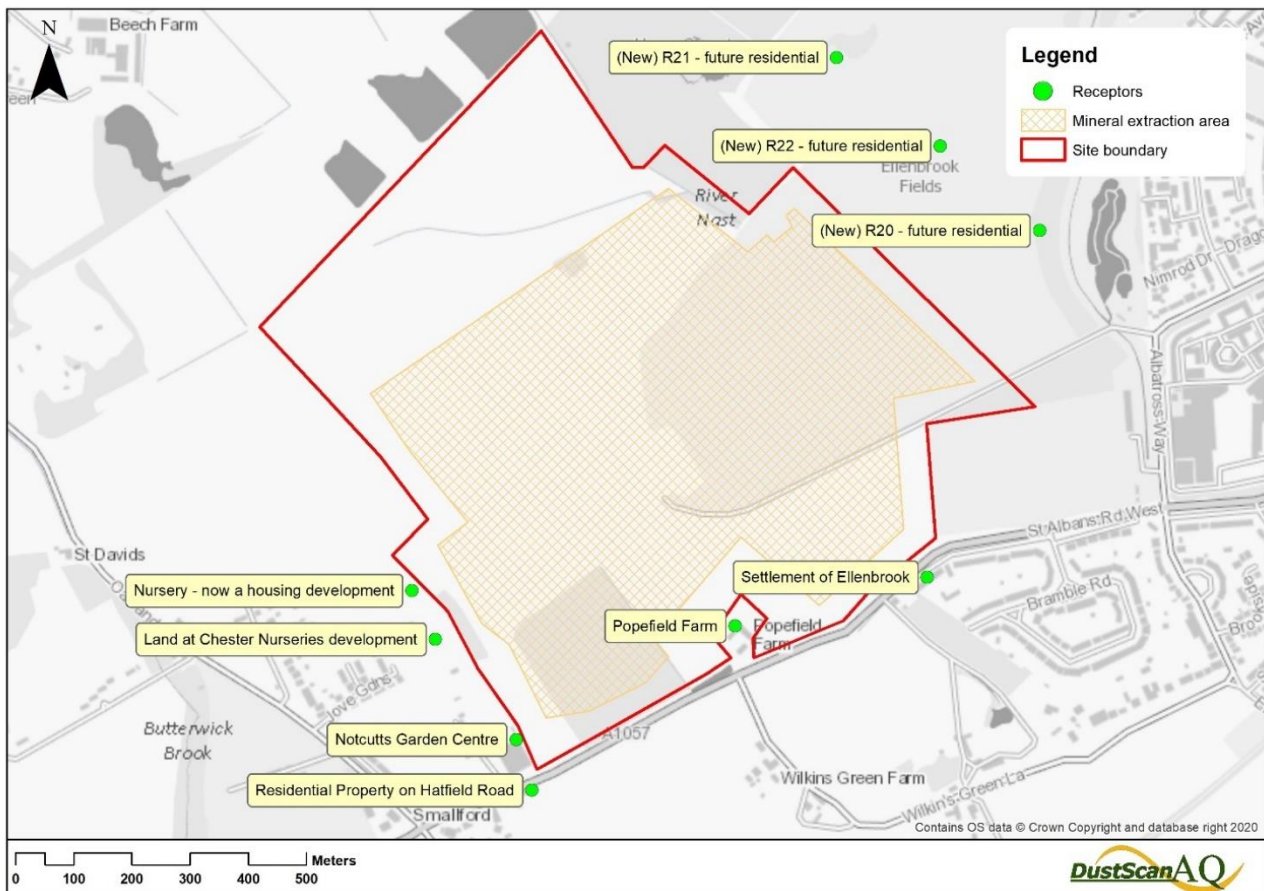 N
Beech Farm
(New) R21 - future residential
Legend
Receptors
Mineral extraction area
Site boundary
(New) R22 - future residential
Ellenbrook
Fields
River
Nast
(New) R20 - future residential
Nimrod Dr
Albatross Way
St Albans Rd West
St Davids
Nursery - now a housing development
Settlement of Ellenbrook
Bramble Rd
Land at Chester Nurseries development
Popefield Farm
Popefield
Farm
Jove Gdns
Butterwick
Brook
Notcutts Garden Centre
A1057
Residential Property on Hatfield Road
Smallford
Wilkins Green Farm
Wilkin's Green La
Contains OS data © Crown Copyright and database right 2020
Meters
0 100 200 300 400 500
DustScanAQ